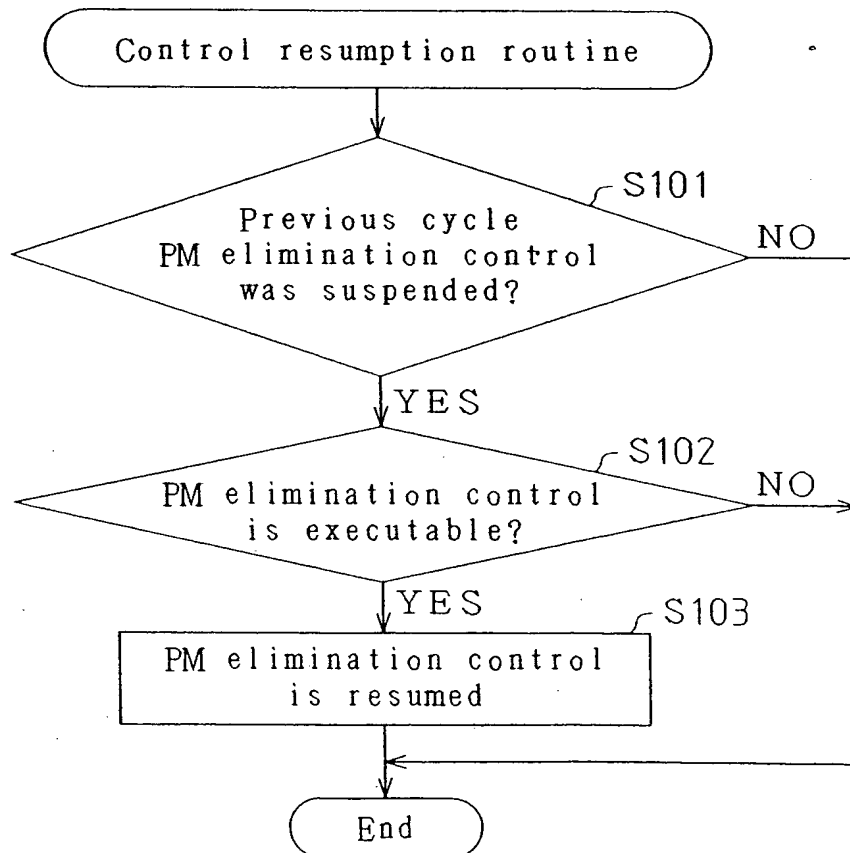 Control resumption routine
S101
Previous cycle
PM elimination control
was suspended?
NO
YES
S102
PM elimination control
is executable?
NO
YES
S103
PM elimination control
is resumed
End